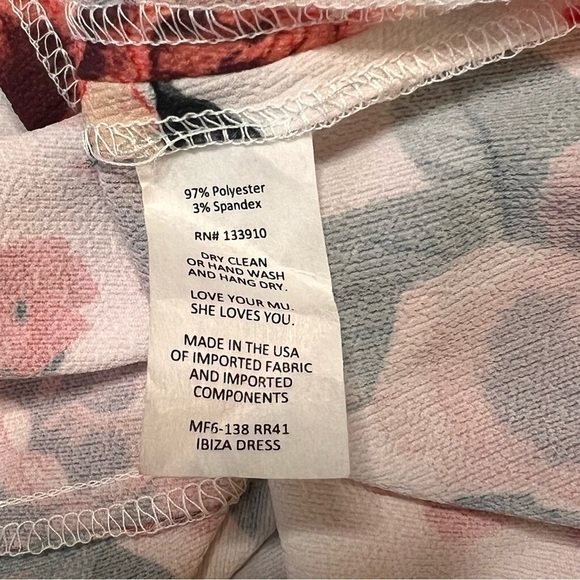 97% Polyester
3% Spandex
RN# 133910
DRY CLEAN
OR HAND WASH
AND HANG DRY.
LOVE YOUR MU.
SHE LOVES YOU.
MADE IN THE USA
OF IMPORTED FABRIC
AND IMPORTED
COMPONENTS
MF6-138 RR41
IBIZA DRESS